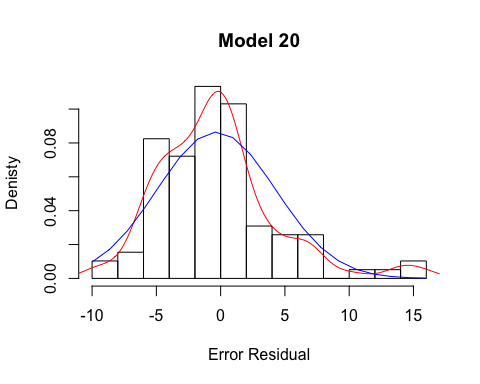 Model 20
Denisty
0.00 0.04 0.08
-10 -5 0 5 10 15
Error Residual